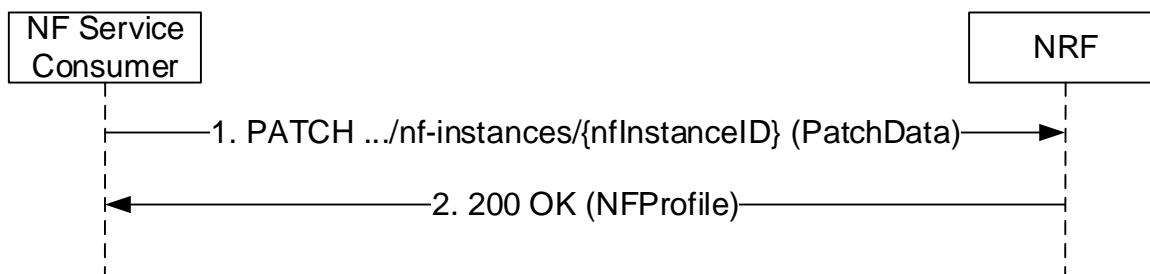 NF Service
Consumer
NRF
1. PATCH .../nf-instances/{nfInstanceID} (PatchData)
2. 200 OK (NFProfile)